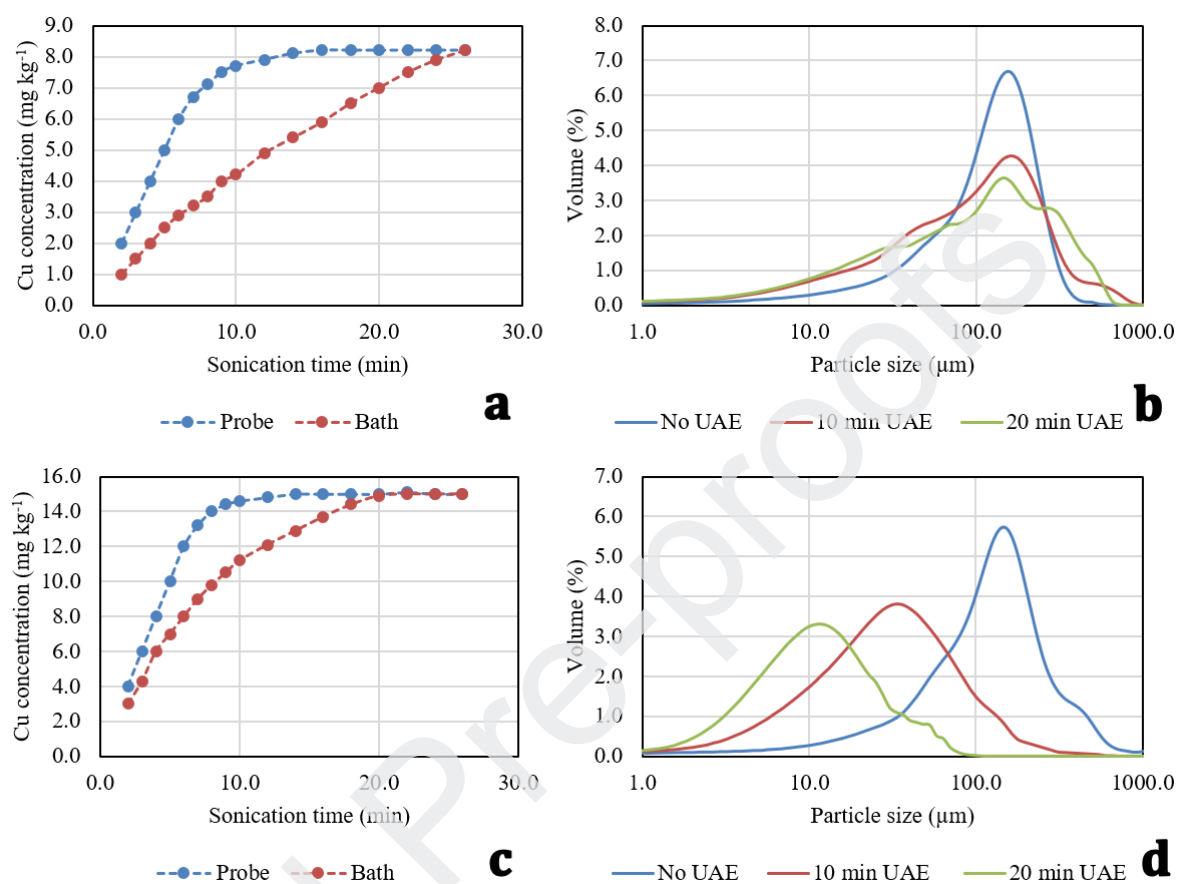 9.0
8.0
7.0
6.0
5.0
4.0
3.0
2.0
1.0
0.0
Cu concentration (mg kg-1)
0.0 10.0 20.0 30.0
Sonication time (min)
Probe Bath
a
8.0
7.0
6.0
5.0
4.0
3.0
2.0
1.0
0.0
Volume (%)
1.0 10.0 100.0 1000.0
Particle size (µm)
No UAE 10 min UAE 20 min UAE
b
16.0
14.0
12.0
10.0
8.0
6.0
4.0
2.0
0.0
Cu concentration (mg kg-1)
0.0 10.0 20.0 30.0
Sonication time (min)
Probe Bath
c
7.0
6.0
5.0
4.0
3.0
2.0
1.0
0.0
Volume (%)
1.0 10.0 100.0 1000.0
Particle size (µm)
No UAE 10 min UAE 20 min UAE
d
Pre-proofs